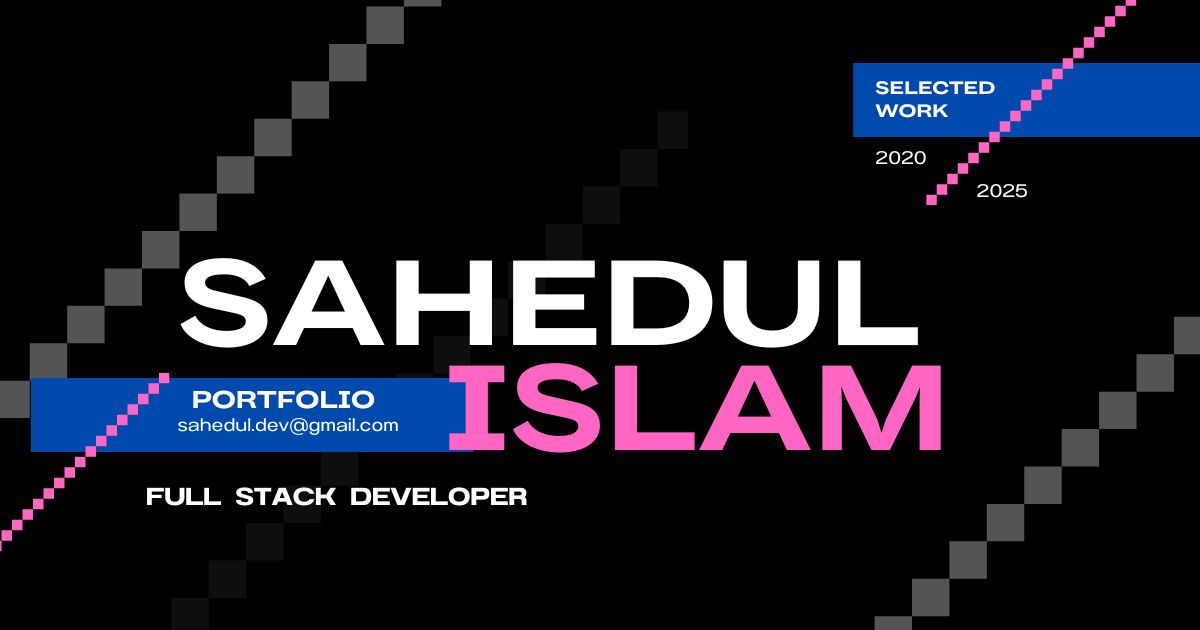 SELECTED
WORK
2020
2025
SAHEDUL
ISLAM
PORTFOLIO
sahedul.dev@gmail.com
FULL STACK DEVELOPER